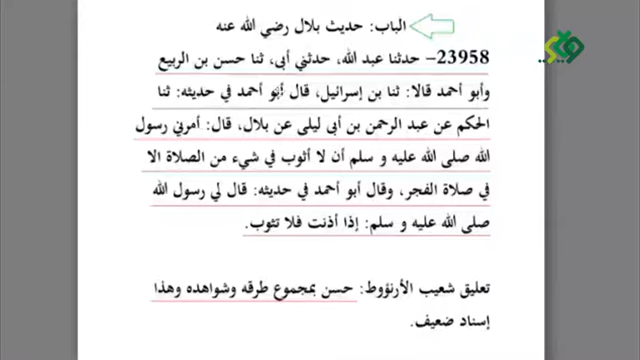 الباب: حديث بلال رضي الله عنه
23958– حدثنا عبد الله، حدثني أبى، ثنا حسن بن الربيع
وأبو أحمد قالا: ثنا بن إسرائيل، قال أبو أحمد في حديثه: ثنا
الحكم عن عبد الرحمن بن أبى ليلى عن بلال، قال: أمرني رسول
الله صلى الله عليه و سلم أن لا أثوب في شيء من الصلاة الا
في صلاة الفجر، وقال أبو أحمد في حديثه: قال لي رسول الله
صلى الله عليه و سلم: إذا أذنت فلا تثوب.
تعليق شعيب الأرنؤوط: حسن بمجموع طرقه وشواهده وهذا
إسناد ضعيف.